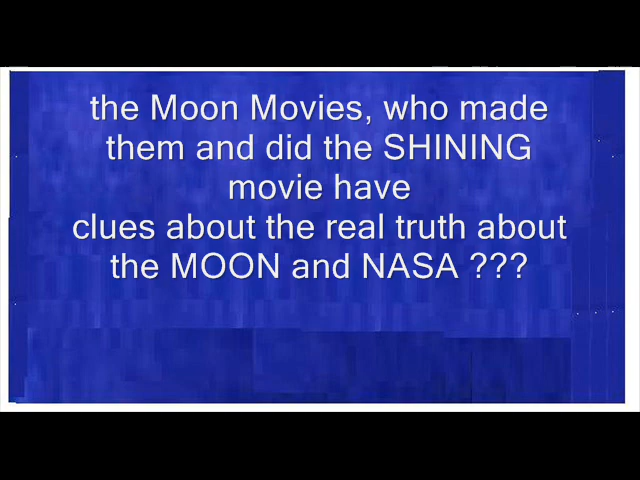 the Moon Movies, who made
them and did the SHINING
movie have
clues about the real truth about
the MOON and NASA ???